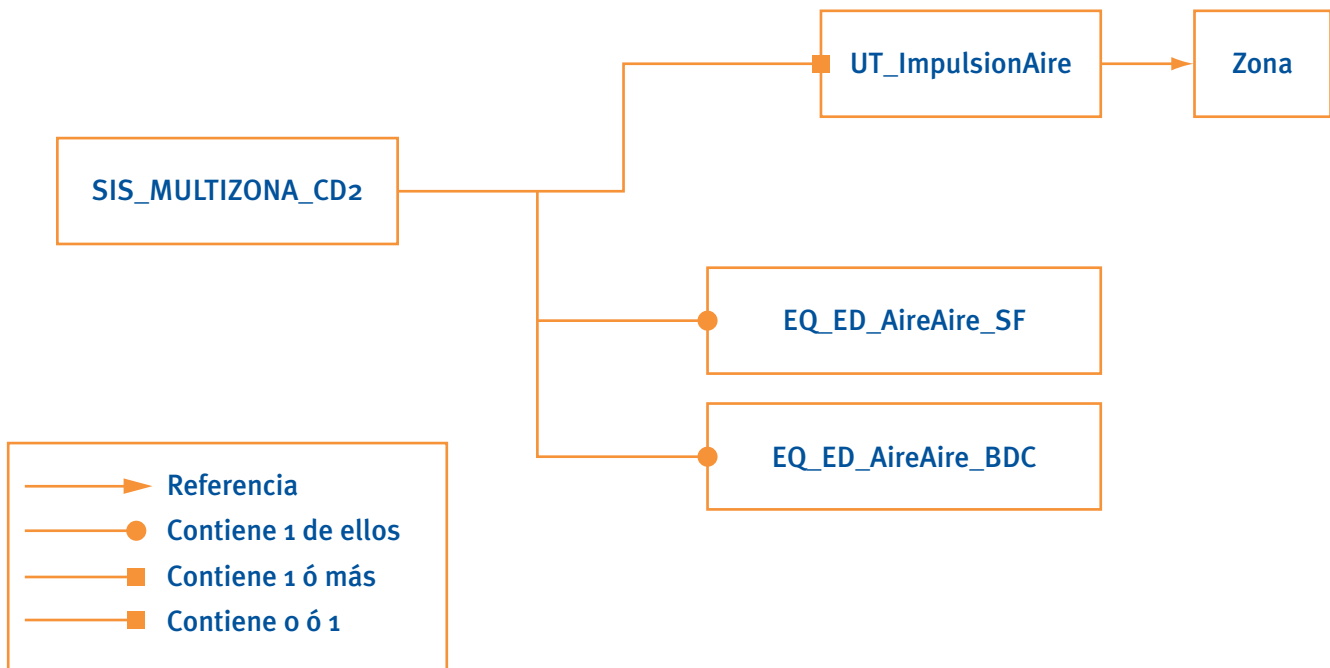 UT_ImpulsionAire
Zona
SIS_MULTIZONA_CD2
EQ_ED_AireAire_SF
EQ_ED_AireAire_BDC
Referencia
Contiene 1 de ellos
Contiene 1 ó más
Contiene 0 ó 1